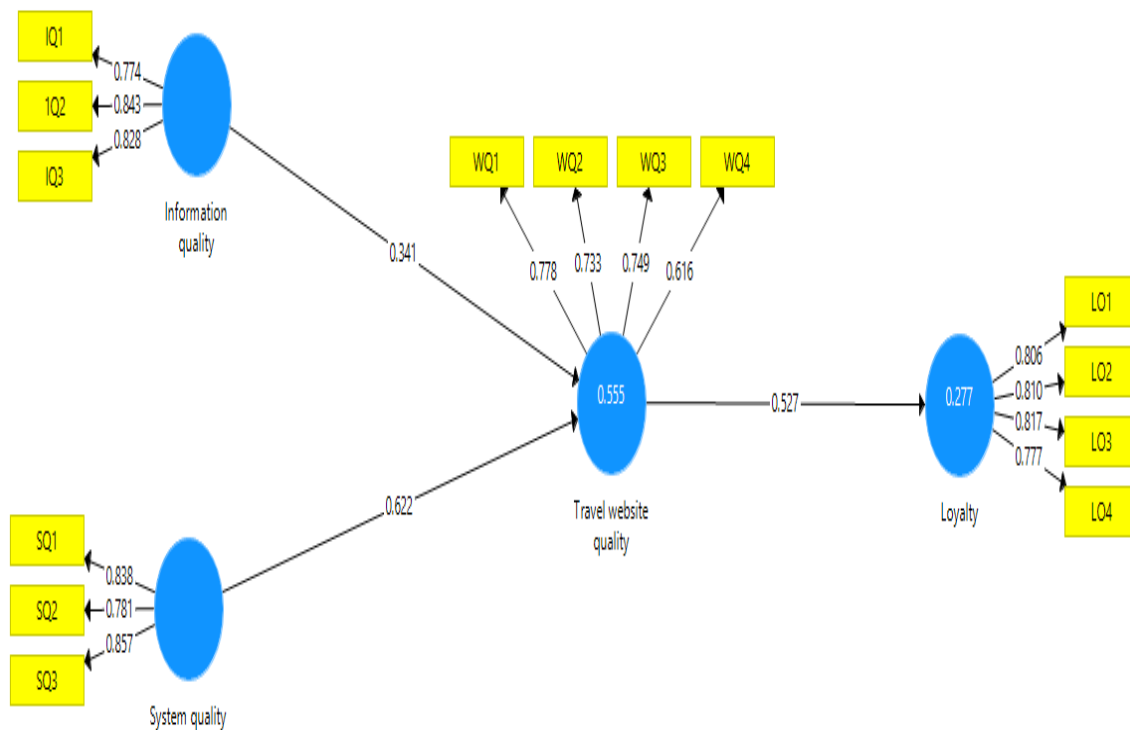 IQ1
0.774
1Q2
0.843
0.828
IQ3
Information
quality
0.341
WQ1
WQ2
WQ3
WQ4
0.778
0.733
0.749
0.616
0.555
Travel website
quality
0.527
0.277
Loyalty
LO1
0.806
LO2
0.810
0.817
LO3
0.777
LO4
0.622
SQ1
0.838
SQ2
0.781
0.857
SQ3
System quality